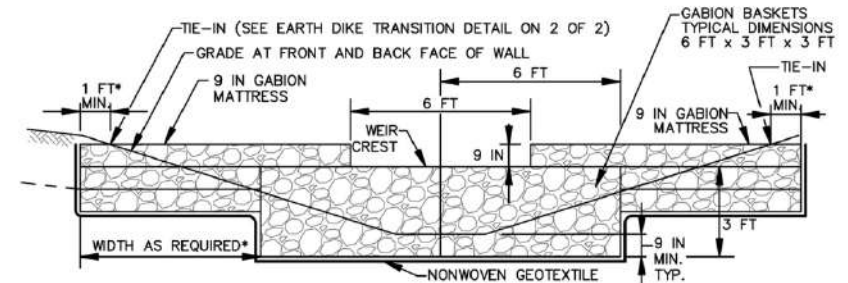 TIE-IN (SEE EARTH DIKE TRANSITION DETAIL ON 2 OF 2)
GRADE AT FRONT AND BACK FACE OF WALL
1 FT*
MIN.
9 IN GABION
MATTRESS
6 FT
6 FT
GABION BASKETS
TYPICAL DIMENSIONS
6 FT x 3 FT x 3 FT
TIE-IN
1 FT*
MIN.
9 IN GABION
MATTRESS
WEIR
CREST
9 IN
3 FT
WIDTH AS REQUIRED*
9 IN
MIN.
TYP.
NONWOVEN GEOTEXTILE